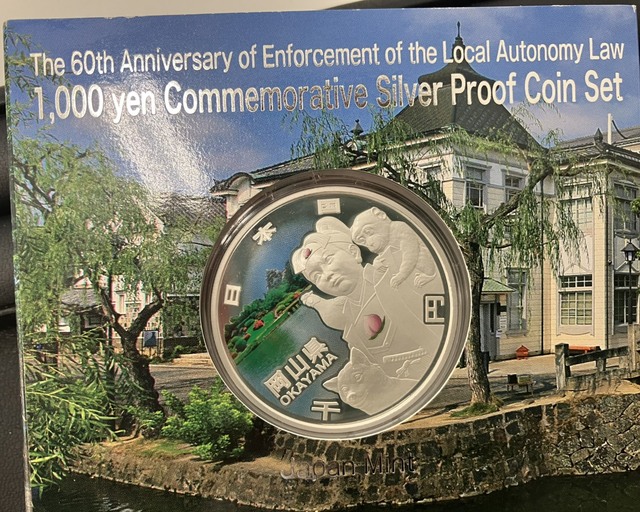 The 60th Anniversary of Enforcement of the Local Autonomy Law
1,000 yen Commemorative Silver Proof Coin Set
日本国
岡山県
OKAYAMA
千円
Japan Mint